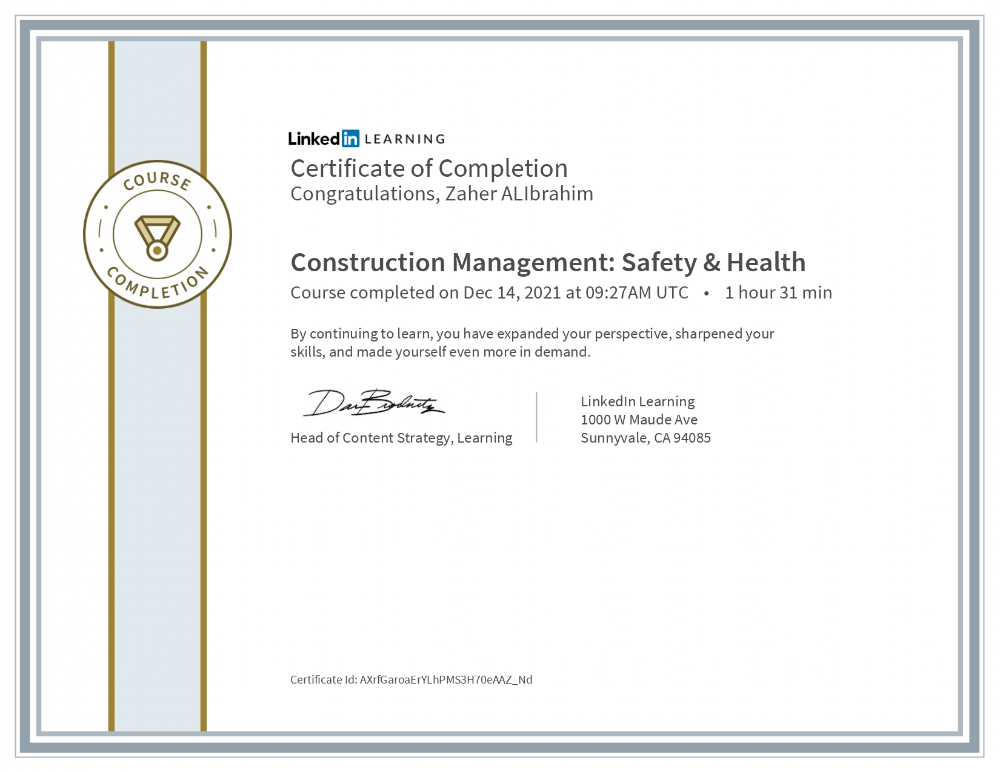 COURSE
COMPLETION
Linked in LEARNING
Certificate of Completion
Congratulations, Zaher ALIbrahim
Construction Management: Safety & Health
Course completed on Dec 14, 2021 at 09:27AM UTC • 1 hour 31 min
By continuing to learn, you have expanded your perspective, sharpened your
skills, and made yourself even more in demand.
Head of Content Strategy, Learning
LinkedIn Learning
1000 W Maude Ave
Sunnyvale, CA 94085
Certificate Id: AXrfGaroaErYLhPMS3H70eAAZ_Nd